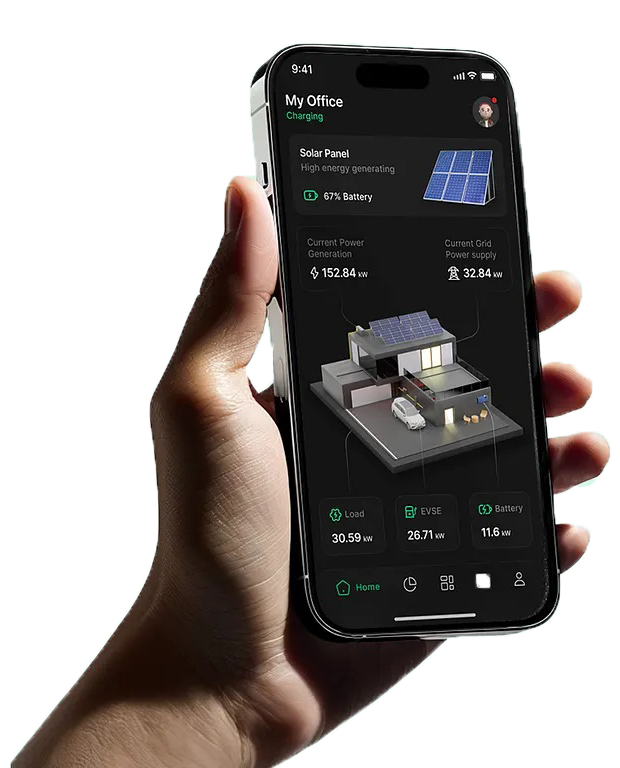 9:41
My Office
Charging
Solar Panel
High energy generating
67% Battery
Current Power
Generation
152.84 kW
Current Grid
Power supply
32.84 kW
Load
30.59 kW
EVSE
26.71 kW
Battery
11.6 kW
Home